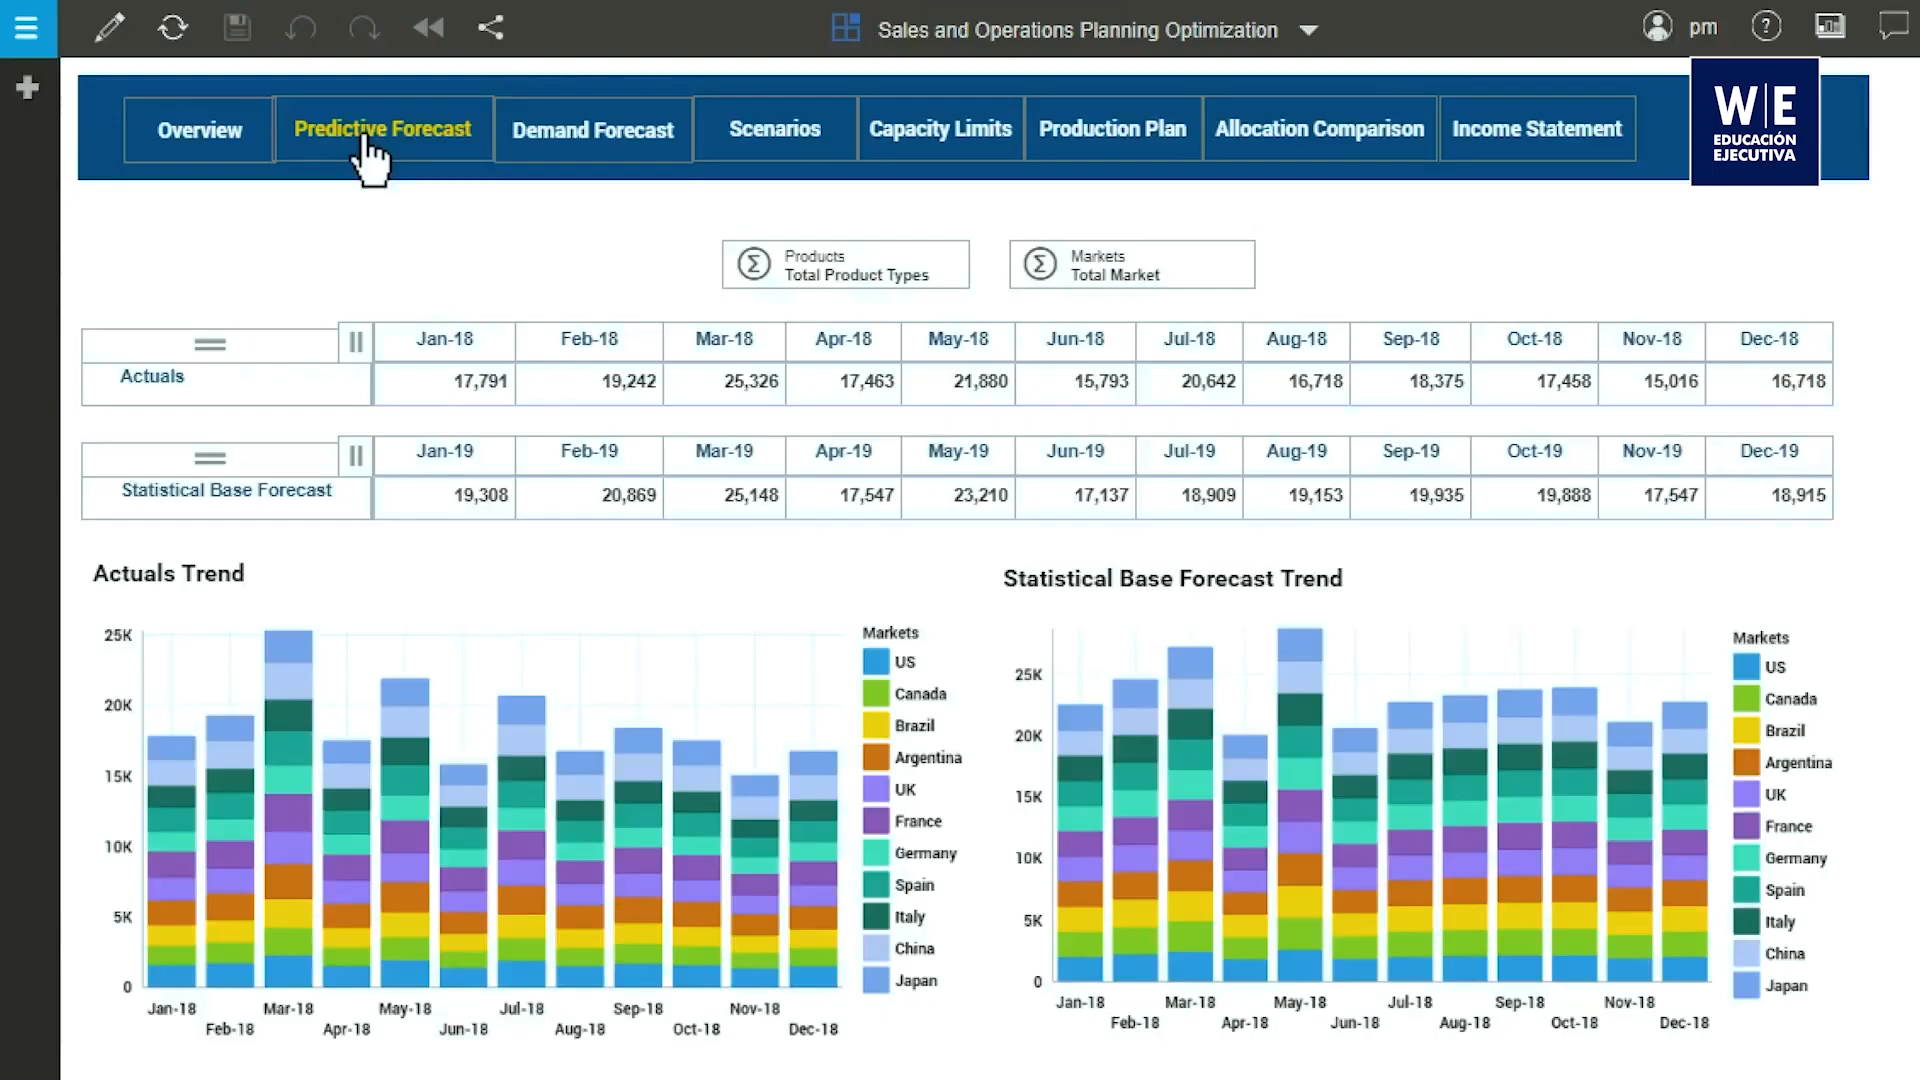 Sales and Operations Planning Optimization
pm
?
Overview
Predictive Forecast
Demand Forecast
Scenarios
Capacity Limits
Production Plan
Allocation Comparison
Income Statement
W|E
EDUCACIÓN
EJECUTIVA
Σ
Products
Total Product Types
Σ
Markets
Total Market
Jan-18 Feb-18 Mar-18 Apr-18 May-18 Jun-18 Jul-18 Aug-18 Sep-18 Oct-18 Nov-18 Dec-18
Actuals 17,791 19,242 25,326 17,463 21,880 15,793 20,642 16,718 18,375 17,458 15,016 16,718
Jan-19 Feb-19 Mar-19 Apr-19 May-19 Jun-19 Jul-19 Aug-19 Sep-19 Oct-19 Nov-19 Dec-19
Statistical Base Forecast 19,308 20,869 25,148 17,547 23,210 17,137 18,909 19,153 19,935 19,888 17,547 18,915
Actuals Trend
25K
20K
15K
10K
5K
0
Jan-18 Mar-18 May-18 Jul-18 Sep-18 Nov-18
Feb-18 Apr-18 Jun-18 Aug-18 Oct-18 Dec-18
Markets
US
Canada
Brazil
Argentina
UK
France
Germany
Spain
Italy
China
Japan
Statistical Base Forecast Trend
25K
20K
15K
10K
5K
0
Jan-18 Mar-18 May-18 Jul-18 Sep-18 Nov-18
Feb-18 Apr-18 Jun-18 Aug-18 Oct-18 Dec-18
Markets
US
Canada
Brazil
Argentina
UK
France
Germany
Spain
Italy
China
Japan